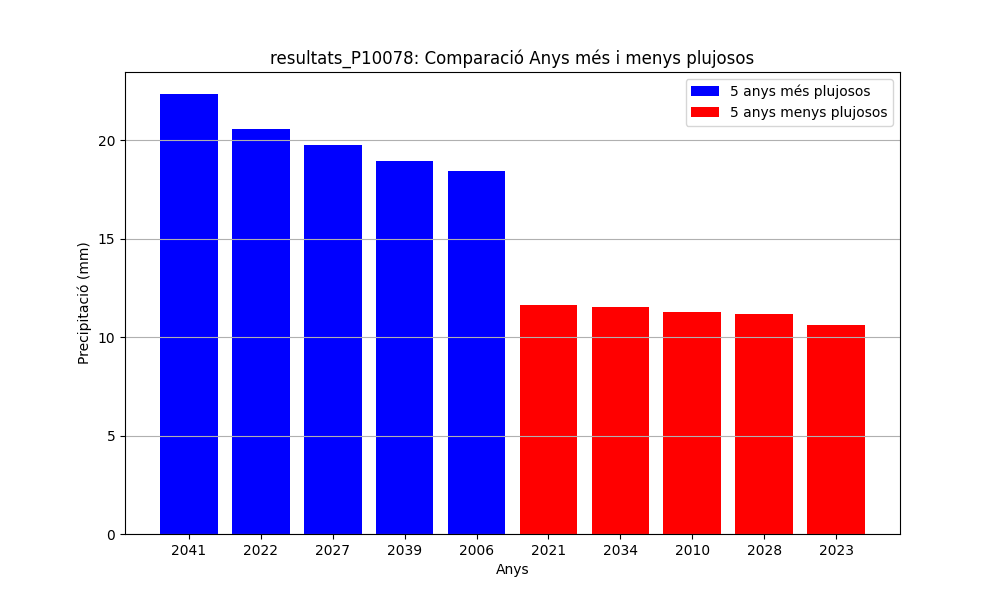 resultats_P10078: Comparació Anys més i menys plujosos
5 anys més plujosos
5 anys menys plujosos
Precipitació (mm)
20
15
10
5
0
2041 2022 2027 2039 2006 2021 2034 2010 2028 2023
Anys